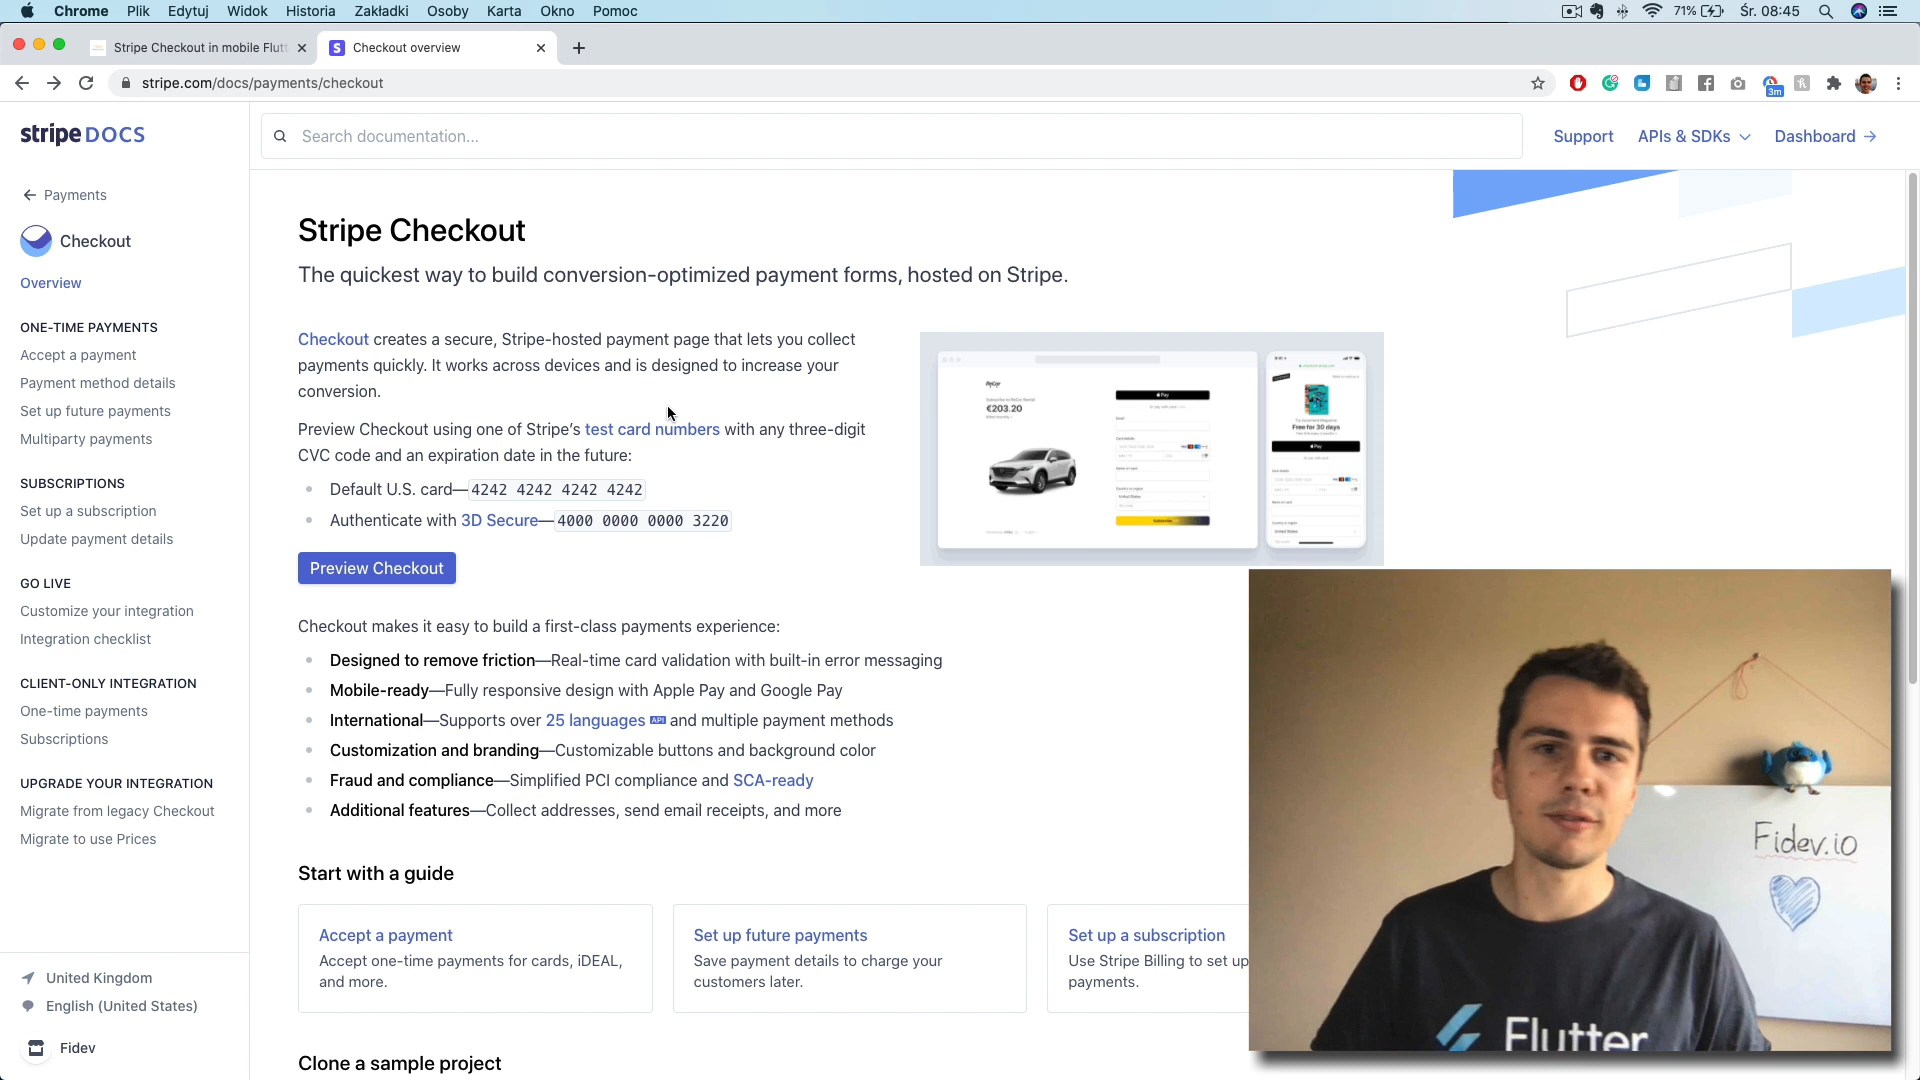 Chrome Plik Edytuj Widok Historia Zakładki Osoby Karta Okno Pomoc 71% Śr. 08:45
Stripe Checkout in mobile Flutt Checkout overview
stripe.com/docs/payments/checkout
3m
stripe DOCS
Search documentation...
Support APIs & SDKs Dashboard
Payments
Checkout
Overview
ONE-TIME PAYMENTS
Accept a payment
Payment method details
Set up future payments
Multiparty payments
SUBSCRIPTIONS
Set up a subscription
Update payment details
GO LIVE
Customize your integration
Integration checklist
CLIENT-ONLY INTEGRATION
One-time payments
Subscriptions
UPGRADE YOUR INTEGRATION
Migrate from legacy Checkout
Migrate to use Prices
United Kingdom
English (United States)
Fidev
Stripe Checkout
The quickest way to build conversion-optimized payment forms, hosted on Stripe.
Checkout creates a secure, Stripe-hosted payment page that lets you collect
payments quickly. It works across devices and is designed to increase your
conversion.
Preview Checkout using one of Stripe's test card numbers with any three-digit
CVC code and an expiration date in the future:
Default U.S. card—4242 4242 4242 4242
Authenticate with 3D Secure—4000 0000 0000 3220
Preview Checkout
€203.20
Pay
Free for 30 days
Pay
Checkout makes it easy to build a first-class payments experience:
Designed to remove friction—Real-time card validation with built-in error messaging
Mobile-ready—Fully responsive design with Apple Pay and Google Pay
International—Supports over 25 languages API and multiple payment methods
Customization and branding—Customizable buttons and background color
Fraud and compliance—Simplified PCI compliance and SCA-ready
Additional features—Collect addresses, send email receipts, and more
Start with a guide
Accept a payment
Accept one-time payments for cards, iDEAL,
and more.
Set up future payments
Save payment details to charge your
customers later.
Set up a subscription
Use Stripe Billing to set up
payments.
Clone a sample project
Fidev.io
Flutter